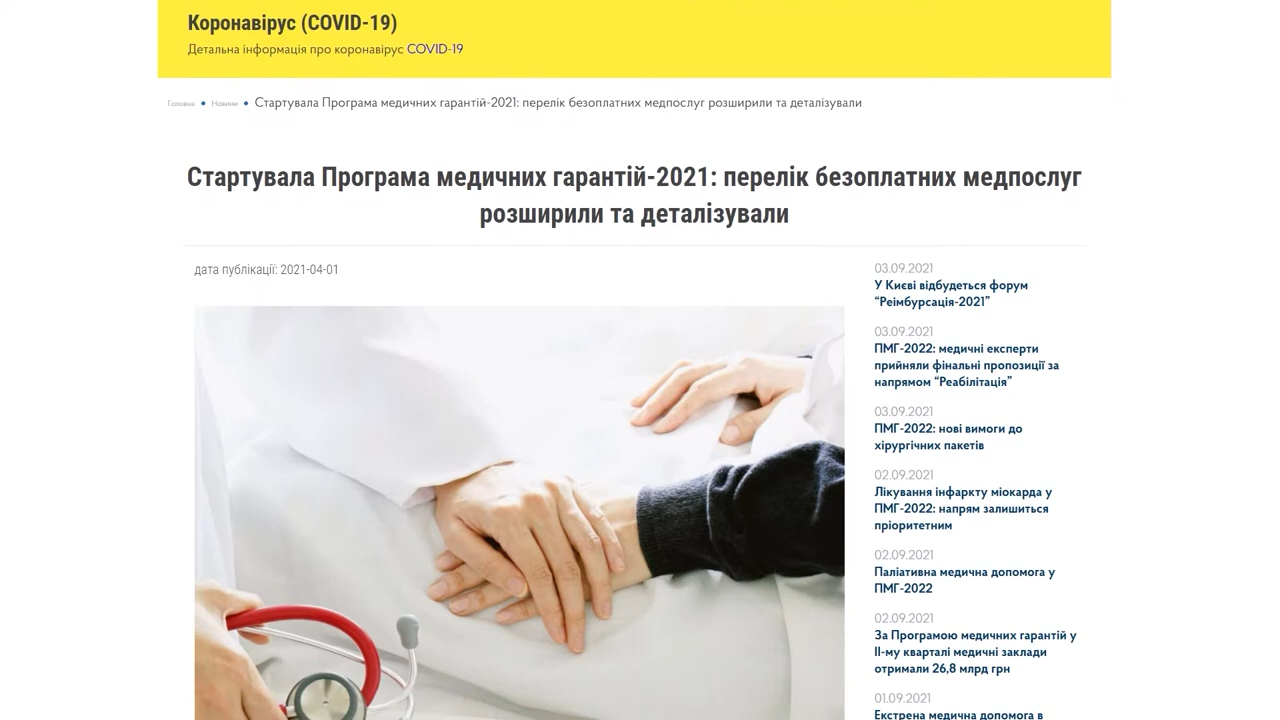 Коронавірус (COVID-19)
Детальна інформація про коронавірус COVID-19
Головна • Новини • Стартувала Програма медичних гарантій-2021: перелік безоплатних медпослуг розширили та деталізували
Стартувала Програма медичних гарантій-2021: перелік безоплатних медпослуг
розширили та деталізували
дата публікації: 2021-04-01
03.09.2021
У Києві відбудеться форум
“Реімбурсація-2021”
03.09.2021
ПМГ-2022: медичні експерти
прийняли фінальні пропозиції за
напрямом “Реабілітація”
03.09.2021
ПМГ-2022: нові вимоги до
хірургічних пакетів
02.09.2021
Лікування інфаркту міокарда у
ПМГ-2022: напрям залишиться
пріоритетним
02.09.2021
Паліативна медична допомога у
ПМГ-2022
02.09.2021
За Програмою медичних гарантій у
ІІ-му кварталі медичні заклади
отримали 26,8 млрд грн
01.09.2021
Екстрена медична допомога в